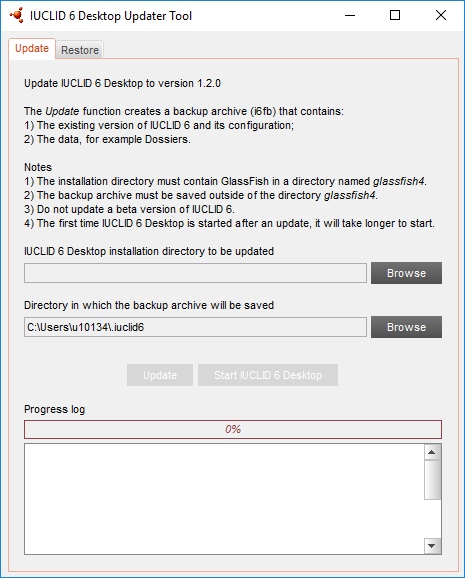 IUCLID 6 Desktop Updater Tool
Update Restore
Update IUCLID 6 Desktop to version 1.2.0
The Update function creates a backup archive (i6fb) that contains:
1) The existing version of IUCLID 6 and its configuration;
2) The data, for example Dossiers.
Notes
1) The installation directory must contain GlassFish in a directory named glassfish4.
2) The backup archive must be saved outside of the directory glassfish4.
3) Do not update a beta version of IUCLID 6.
4) The first time IUCLID 6 Desktop is started after an update, it will take longer to start.
IUCLID 6 Desktop installation directory to be updated
Browse
Directory in which the backup archive will be saved
C:\Users\u10134\.iuclid6 Browse
Update Start IUCLID 6 Desktop
Progress log
0%